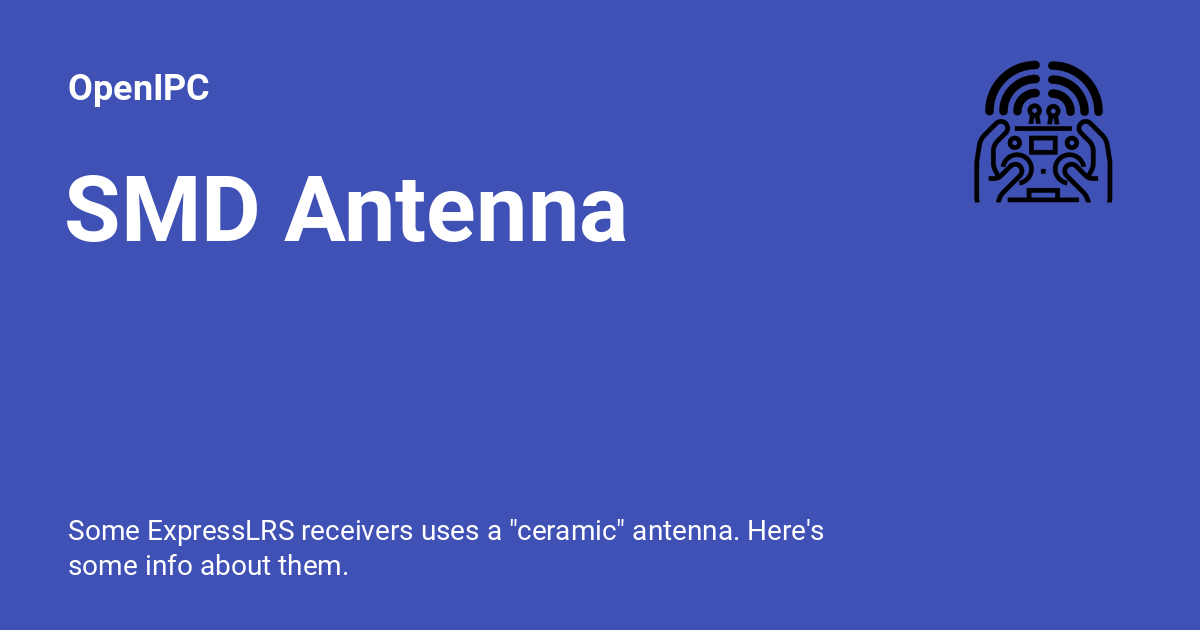 OpenIPC
SMD Antenna
Some ExpressLRS receivers uses a "ceramic" antenna. Here's
some info about them.